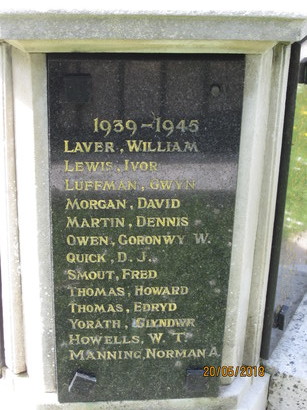 1939-1945
LAVER, WILLIAM
LEWIS, IVOR
LUFFMAN, GWYN
MORGAN, DAVID
MARTIN, DENNIS
OWEN, GORONWY W.
QUICK, D. J.
SMOUT, FRED
THOMAS, HOWARD
THOMAS, EDRYD
YORATH, GLYNDWR
HOWELLS, W. T.
MANNING, NORMAN A.
20/05/2018